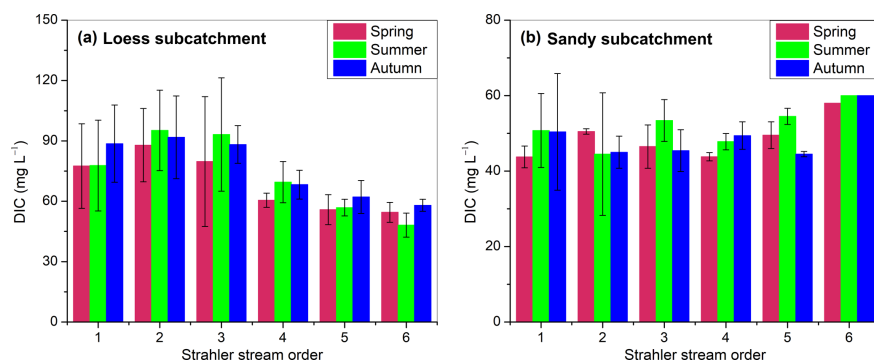 (a) Loess subcatchment
Spring
Summer
Autumn
150
120
90
60
30
0
DIC (mg L⁻¹)
1 2 3 4 5 6
Strahler stream order
(b) Sandy subcatchment
Spring
Summer
Autumn
80
60
40
20
0
DIC (mg L⁻¹)
1 2 3 4 5 6
Strahler stream order